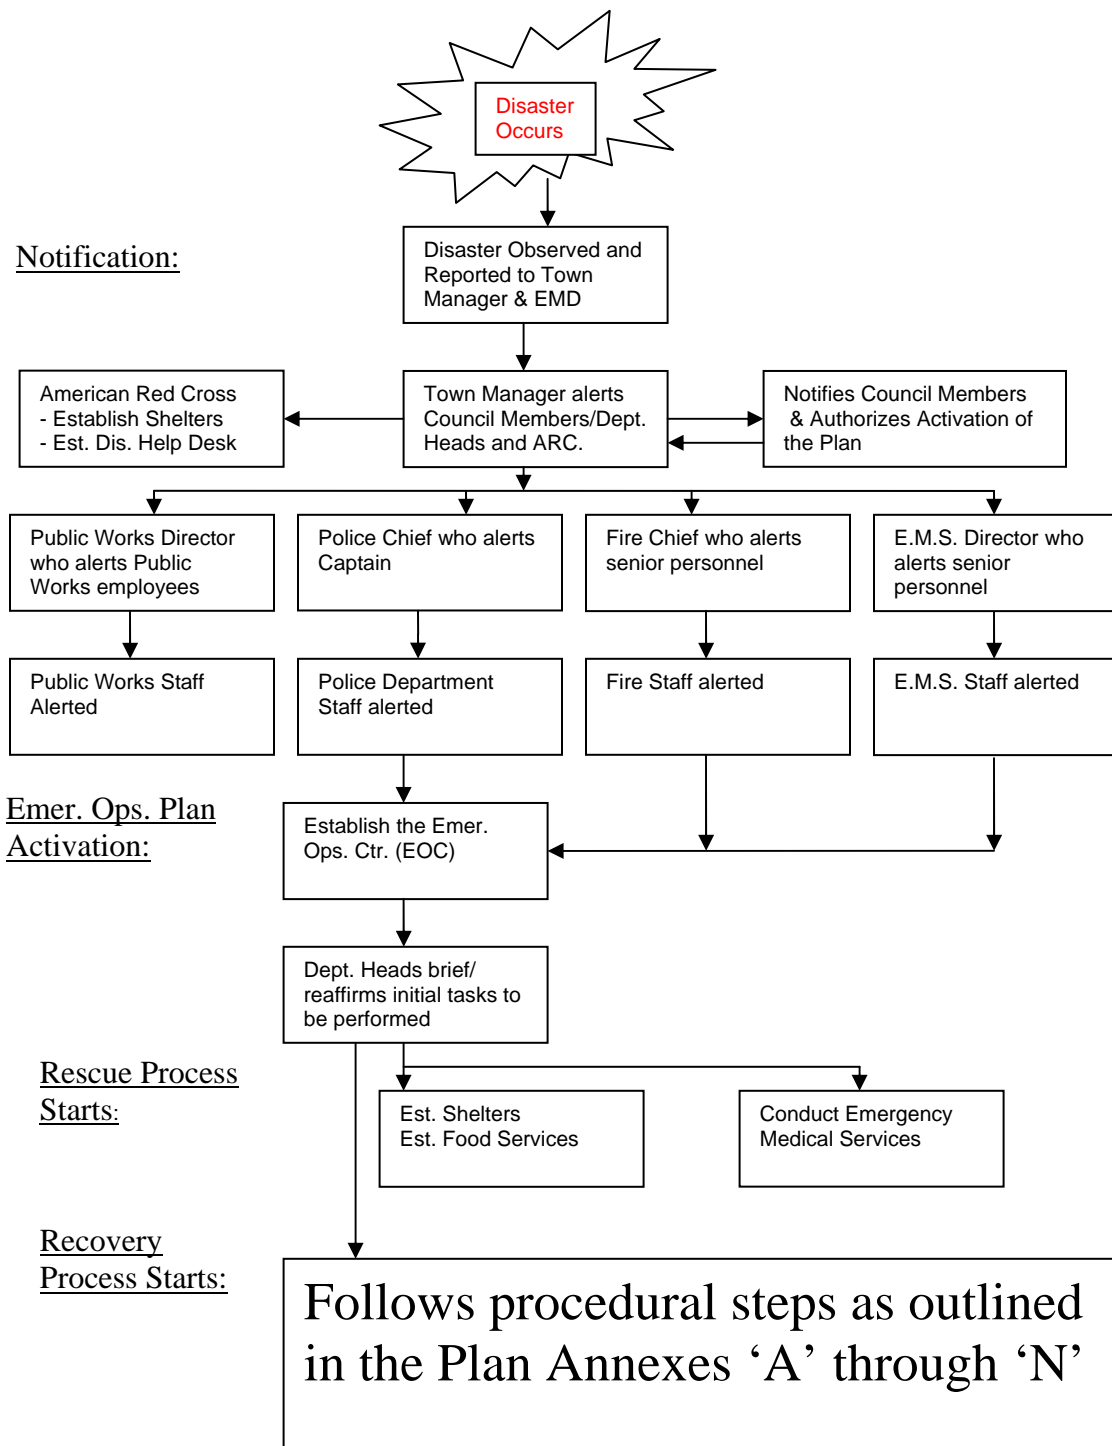 Disaster
Occurs
Notification:
Disaster Observed and
Reported to Town
Manager & EMD
American Red Cross
- Establish Shelters
- Est. Dis. Help Desk
Town Manager alerts
Council Members/Dept.
Heads and ARC.
Notifies Council Members
& Authorizes Activation of
the Plan
Public Works Director
who alerts Public
Works employees
Police Chief who alerts
Captain
Fire Chief who alerts
senior personnel
E.M.S. Director who
alerts senior
personnel
Public Works Staff
Alerted
Police Department
Staff alerted
Fire Staff alerted
E.M.S. Staff alerted
Emer. Ops. Plan
Activation:
Establish the Emer.
Ops. Ctr. (EOC)
Dept. Heads brief/
reaffirms initial tasks to
be performed
Rescue Process
Starts:
Est. Shelters
Est. Food Services
Conduct Emergency
Medical Services
Recovery
Process Starts:
Follows procedural steps as outlined
in the Plan Annexes ‘A’ through ‘N’